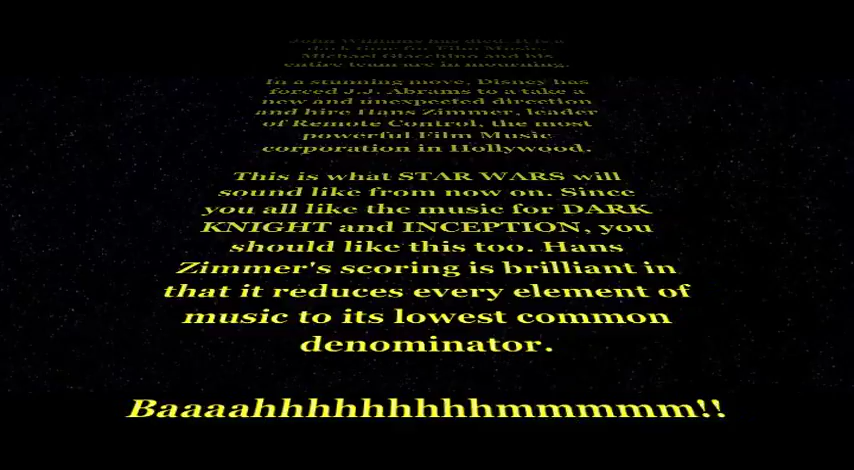 John Williams has died. It is a
dark time for Film Music.
Michael Giacchino and his
entire team are in mourning.
In a stunning move, Disney has
forced J.J. Abrams to a take a
new and unexpected direction
and hire Hans Zimmer, leader
of Remote Control, the most
powerful Film Music
corporation in Hollywood.
This is what STAR WARS will
sound like from now on. Since
you all like the music for DARK
KNIGHT and INCEPTION, you
should like this too. Hans
Zimmer's scoring is brilliant in
that it reduces every element of
music to its lowest common
denominator.
Baaaahhhhhhhhhhmmmmm!!